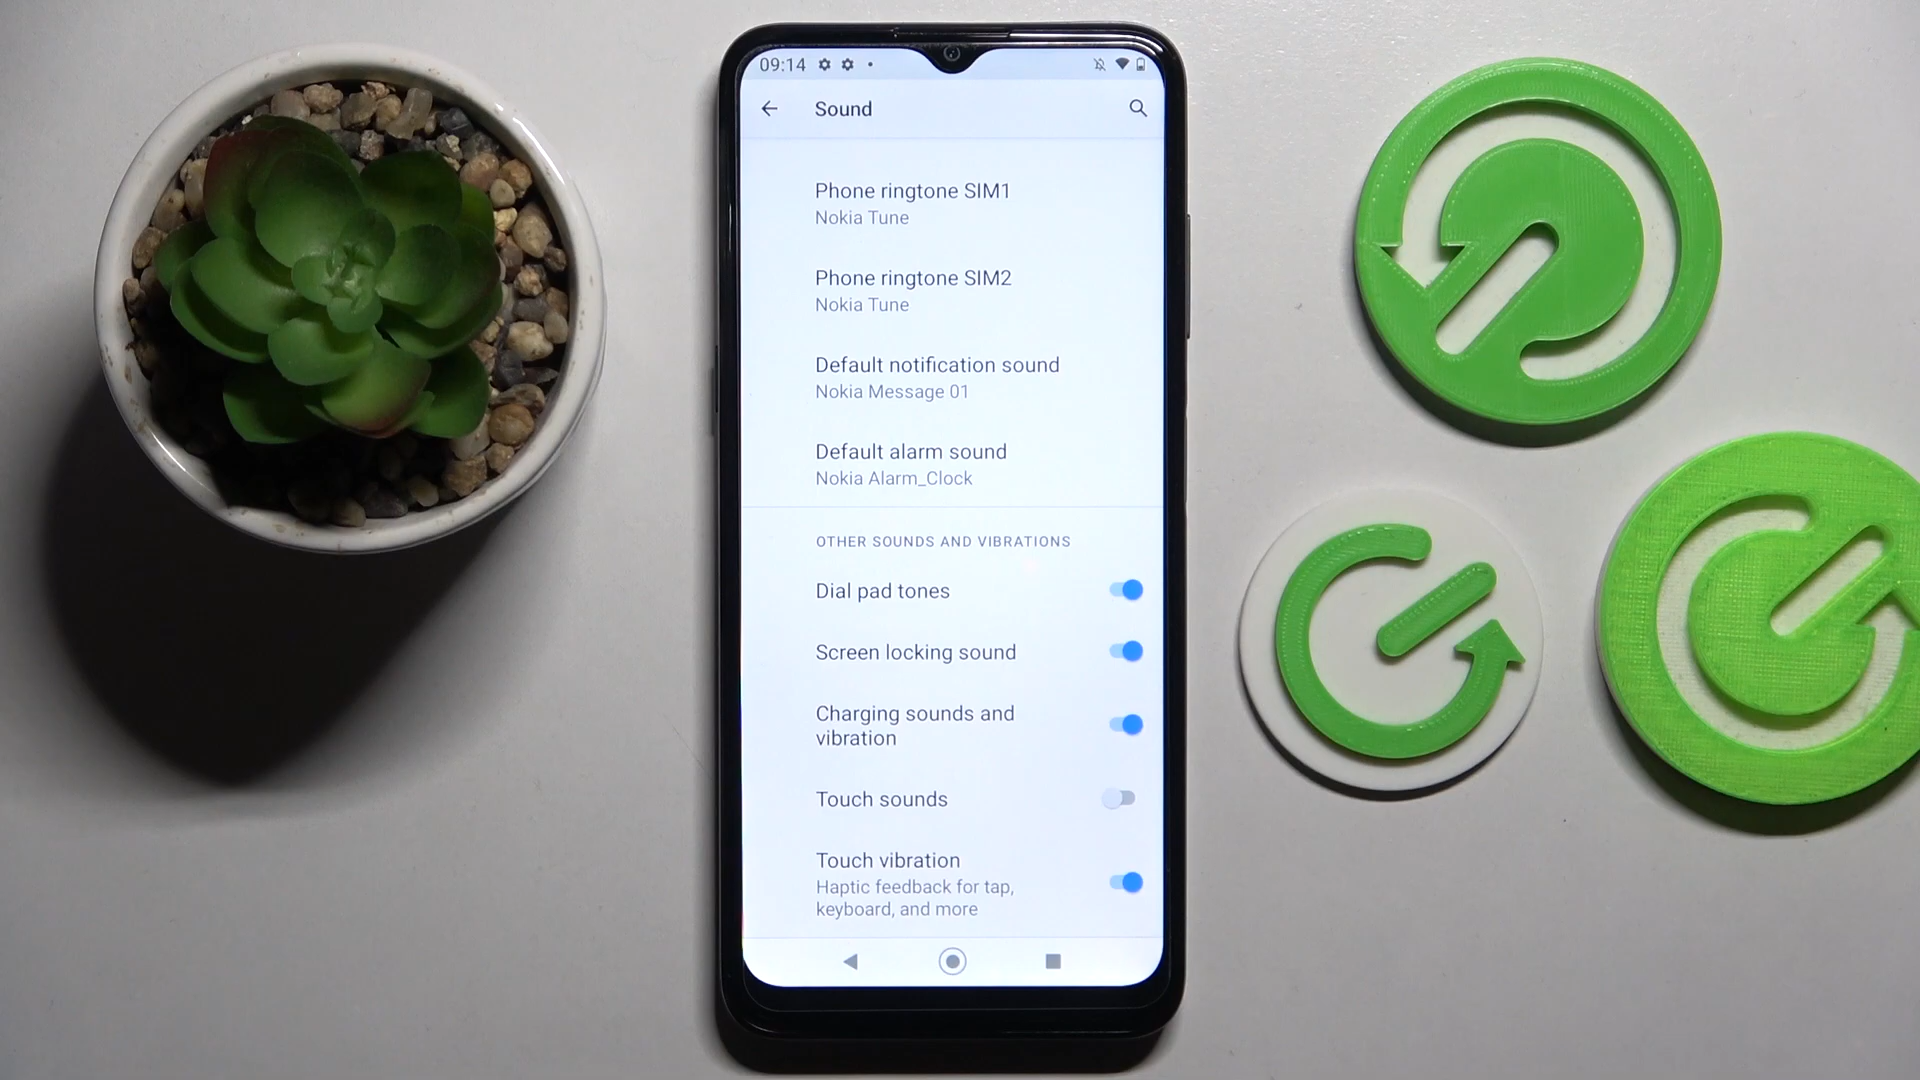 09:14
Sound
Phone ringtone SIM1
Nokia Tune
Phone ringtone SIM2
Nokia Tune
Default notification sound
Nokia Message 01
Default alarm sound
Nokia Alarm_Clock
OTHER SOUNDS AND VIBRATIONS
Dial pad tones
Screen locking sound
Charging sounds and
vibration
Touch sounds
Touch vibration
Haptic feedback for tap,
keyboard, and more